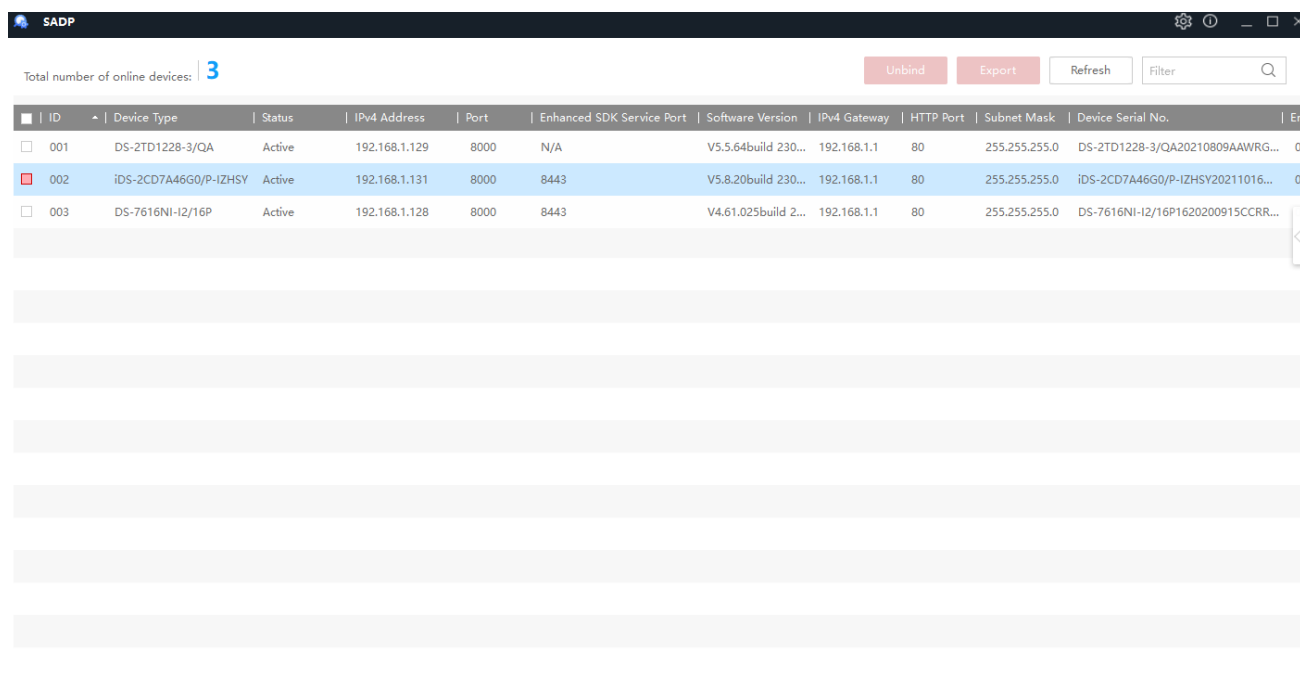 SADP
Total number of online devices: 3
Unbind Export Refresh Filter
ID Device Type Status IPv4 Address Port Enhanced SDK Service Port Software Version IPv4 Gateway HTTP Port Subnet Mask Device Serial No.
001 DS-2TD1228-3/QA Active 192.168.1.129 8000 N/A V5.5.64build 230... 192.168.1.1 80 255.255.255.0 DS-2TD1228-3/QA20210809AAWRG...
002 iDS-2CD7A46G0/P-IZHSY Active 192.168.1.131 8000 8443 V5.8.20build 230... 192.168.1.1 80 255.255.255.0 iDS-2CD7A46G0/P-IZHSY20211016...
003 DS-7616NI-I2/16P Active 192.168.1.128 8000 8443 V4.61.025build 2... 192.168.1.1 80 255.255.255.0 DS-7616NI-I2/16P1620200915CCRR...